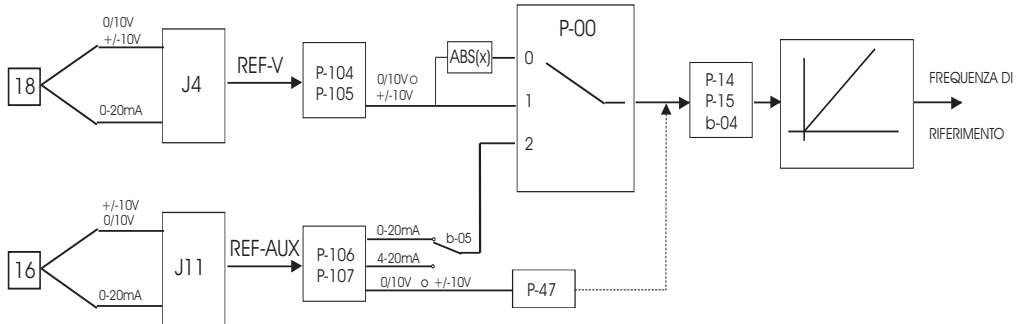 0/10V
+/-10V
18
0-20mA
J4
REF-V
P-104
P-105
0/10V o
+/-10V
ABS(x)
P-00
0
1
2
P-14
P-15
b-04
FREQUENZA DI
RIFERIMENTO
+/-10V
0/10V
16
0-20mA
J11
REF-AUX
P-106
P-107
0-20mA
b-05
4-20mA
0/10V o +/-10V
P-47